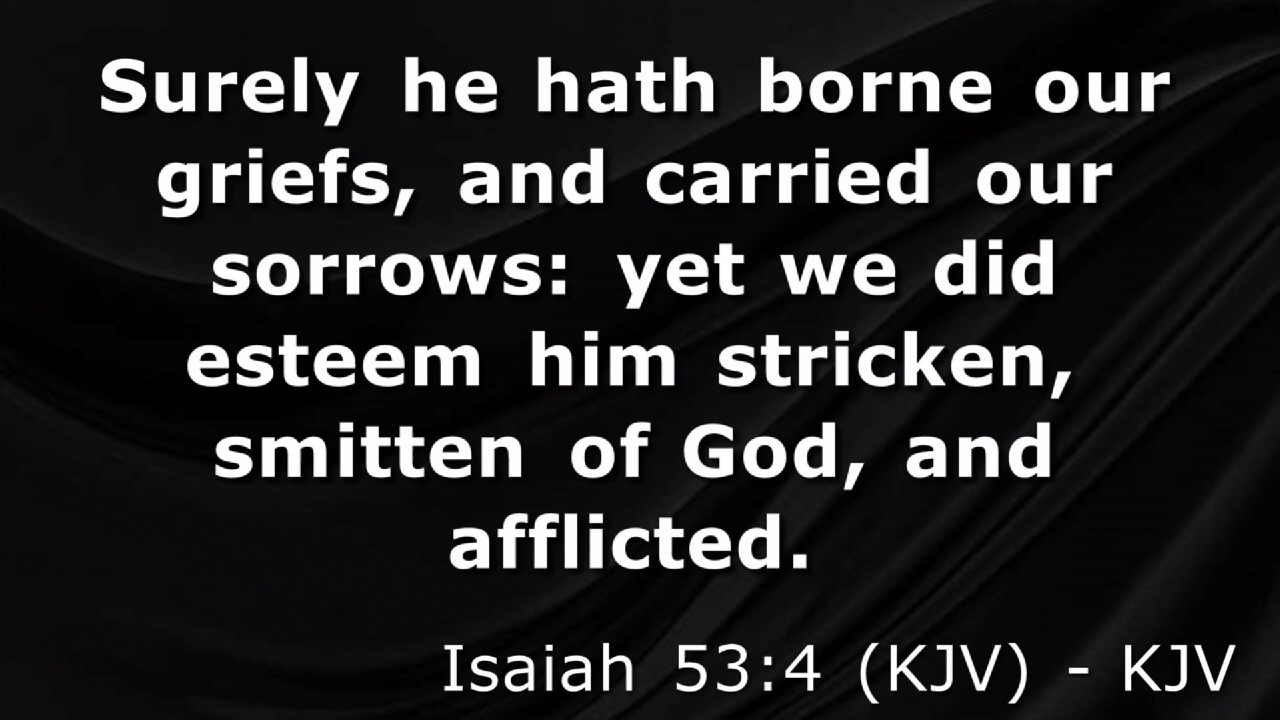 Surely he hath borne our
griefs, and carried our
sorrows: yet we did
esteem him stricken,
smitten of God, and
afflicted.
Isaiah 53:4 (KJV) - KJV